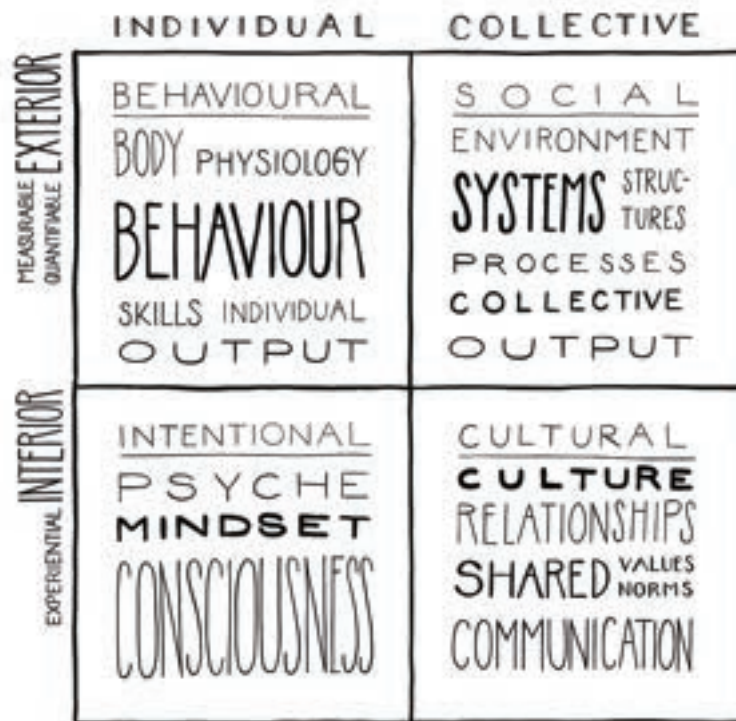 INDIVIDUAL COLLECTIVE
MEASURABLE
QUANTIFIABLE
EXTERIOR
BEHAVIOURAL
BODY PHYSIOLOGY
BEHAVIOUR
SKILLS INDIVIDUAL
OUTPUT
SOCIAL
ENVIRONMENT
SYSTEMS STRUC-
TURES
PROCESSES
COLLECTIVE
OUTPUT
EXPERIENTIAL INTERIOR
INTENTIONAL
PSYCHE
MINDSET
CONSCIOUSNESS
CULTURAL
CULTURE
RELATIONSHIPS
SHARED VALUES
NORMS
COMMUNICATION